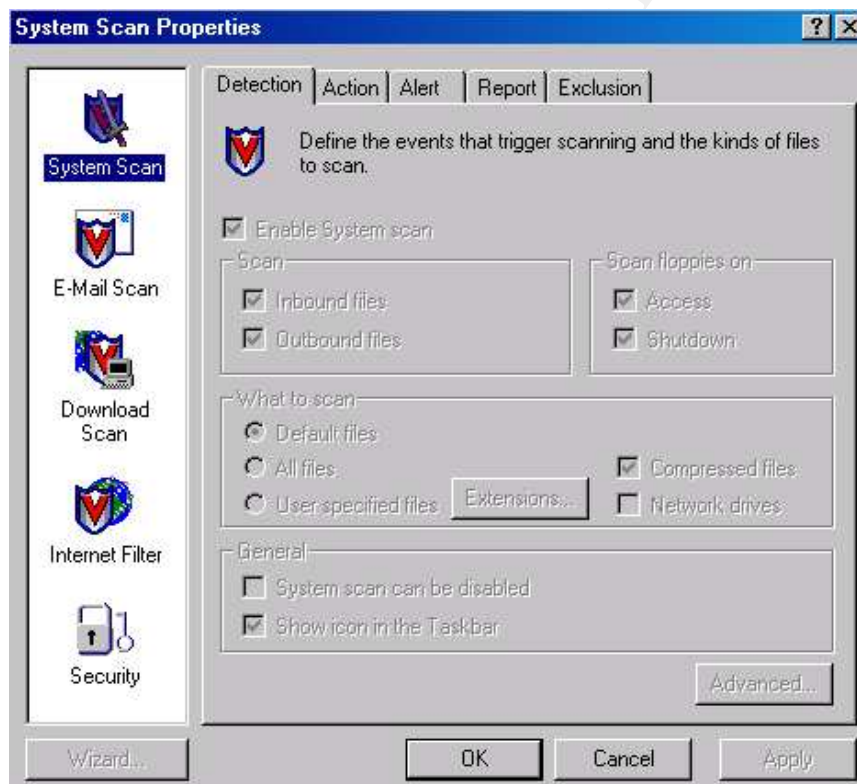 System Scan Properties
System Scan
E-Mail Scan
Download
Scan
Internet Filter
Security
Detection
Action
Alert
Report
Exclusion
Define the events that trigger scanning and the kinds of files
to scan.
Enable System scan
Scan
Inbound files
Outbound files
Scan floppies on
Access
Shutdown
What to scan
Default files
All files
User specified files
Extensions...
Compressed files
Network drives
General
System scan can be disabled
Show icon in the Taskbar
Advanced...
Wizard...
OK
Cancel
Apply